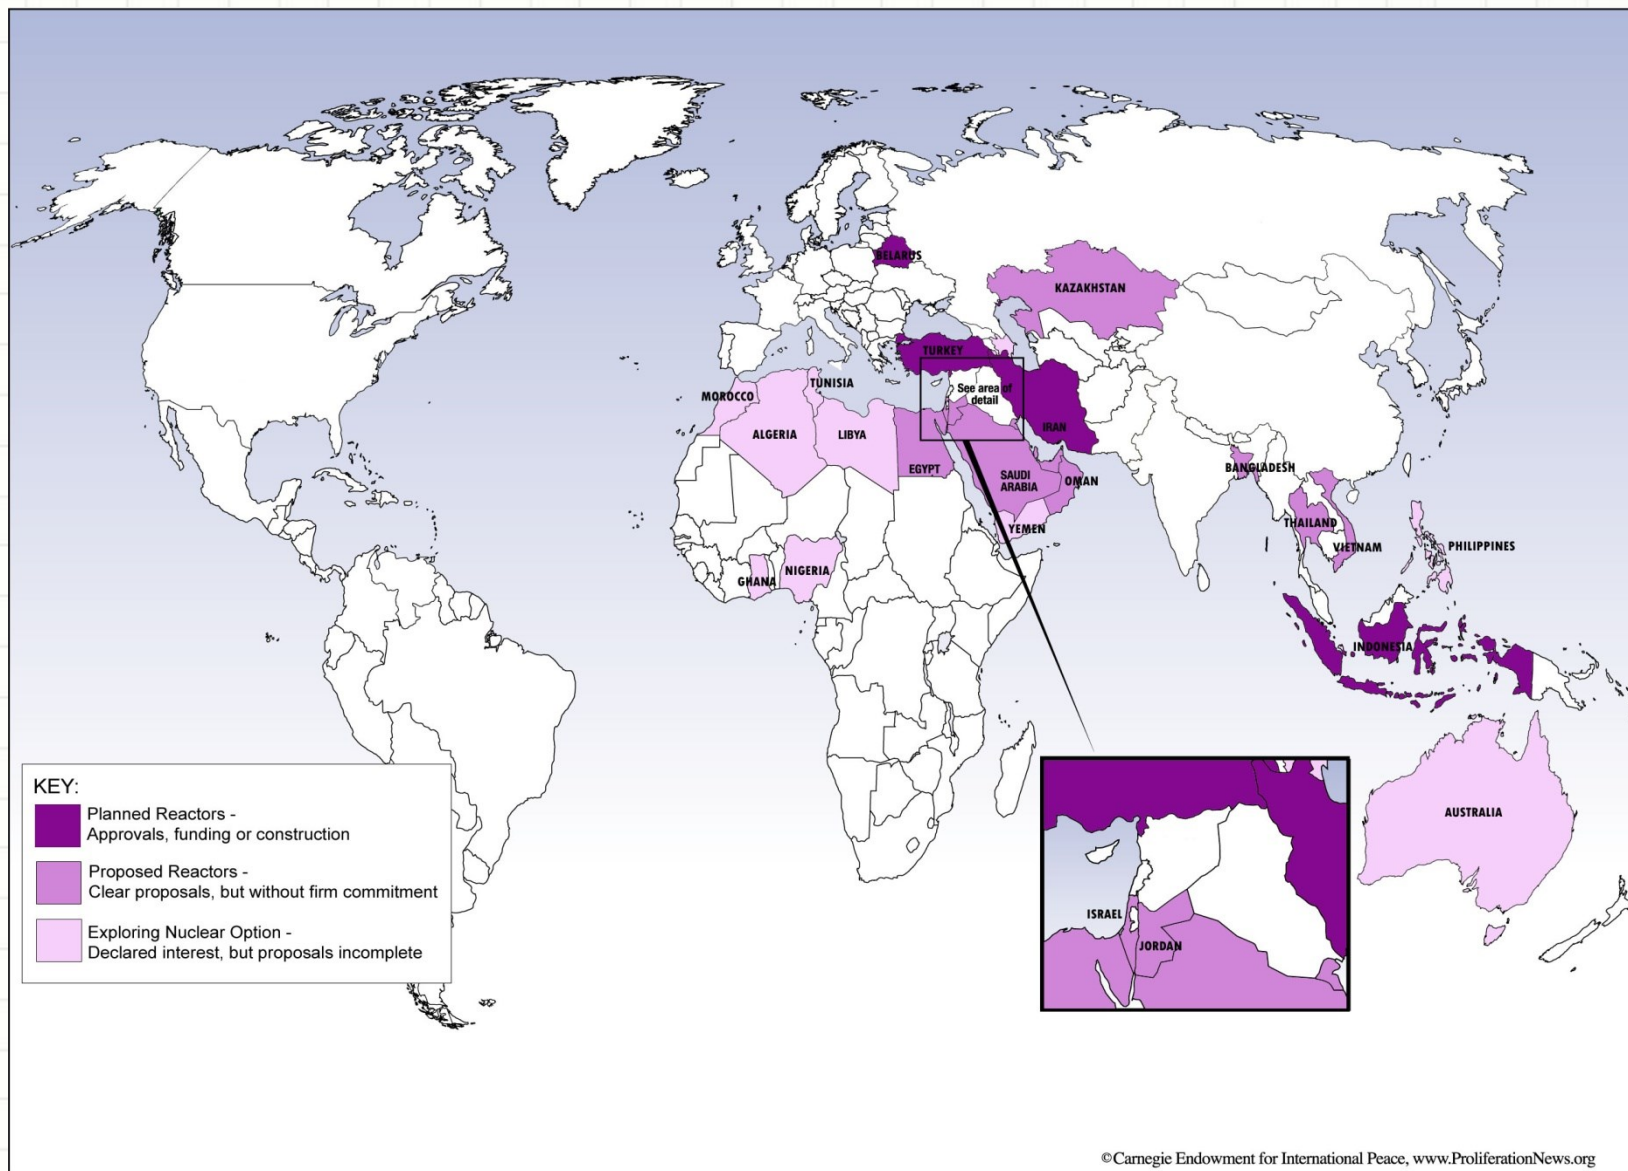 BELARUS
KAZAKHSTAN
TURKEY
TUNISIA
See area of
detail
MOROCCO
ALGERIA
LIBYA
IRAN
EGYPT
SAUDI
ARABIA
OMAN
BANGLADESH
YEMEN
THAILAND
VIETNAM
PHILIPPINES
GHANA
NIGERIA
INDONESIA
AUSTRALIA
ISRAEL
JORDAN
KEY:
Planned Reactors -
Approvals, funding or construction
Proposed Reactors -
Clear proposals, but without firm commitment
Exploring Nuclear Option -
Declared interest, but proposals incomplete
©Carnegie Endowment for International Peace, www.ProliferationNews.org